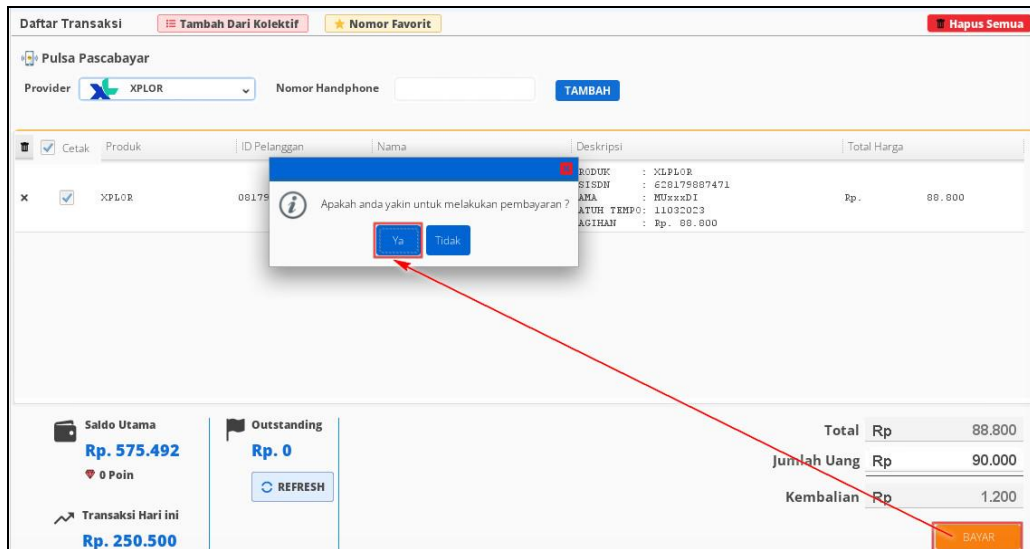 Daftar Transaksi Tambah Dari Kolektif Nomor Favorit Hapus Semua
Pulsa Pascabayar
Provider XPLOR Nomor Handphone TAMBAH
Cetak Produk ID Pelanggan Nama Deskripsi Total Harga
RODUK : XLPLOR
SISDN : 628179887471
XPLOR 08179 AMA : MUxxxDI Rp. 88.800
ATUH TEMPO: 11032023
AGIHAN : Rp. 88.800
Apakah anda yakin untuk melakukan pembayaran ?
Ya Tidak
Saldo Utama Outstanding Total Rp 88.800
Rp. 575.492 Rp. 0 Jumlah Uang Rp 90.000
0 Poin REFRESH Kembalian Rp 1.200
Transaksi Hari ini
Rp. 250.500 BAYAR